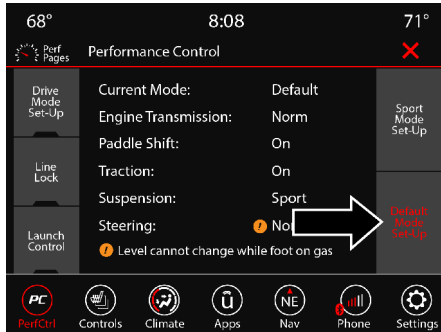 68°
8:08
71°
Perf
Pages
Performance Control
Drive
Mode
Set-Up
Line
Lock
Launch
Control
Current Mode: Default
Engine Transmission: Norm
Paddle Shift: On
Traction: On
Suspension: Sport
Steering:
Level cannot change while foot on gas
Sport
Mode
Set-Up
Default
Mode
Set-Up
PC
PerfCtrl
Controls
Climate
Apps
NE
Nav
Phone
Settings